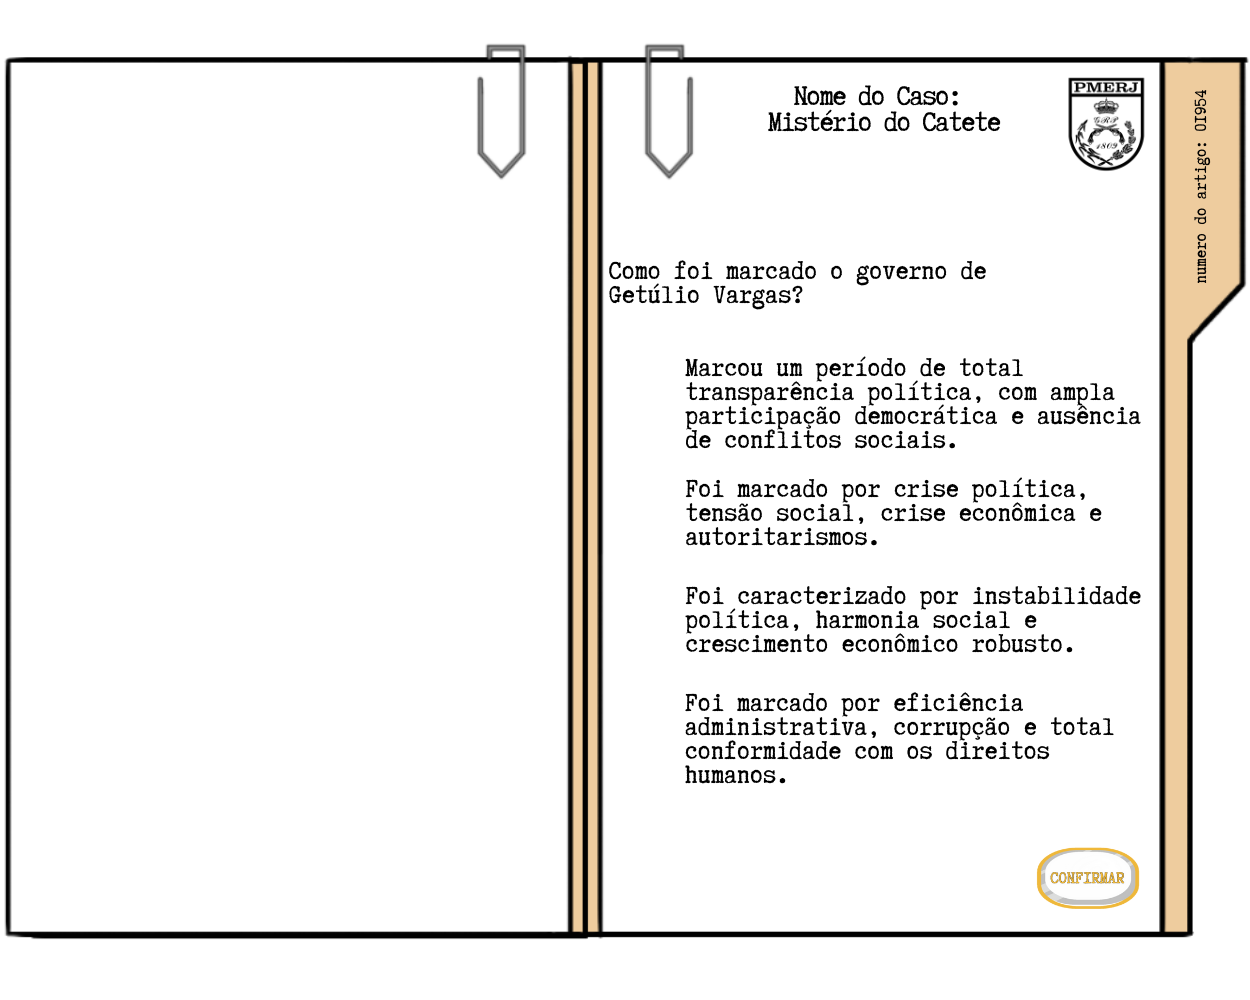 Nome do Caso:
Mistério do Catete
PMERJ
GRP
1809
numero do artigo: 0I954
Como foi marcado o governo de
Getúlio Vargas?
Marcou um período de total
transparência política, com ampla
participação democrática e ausência
de conflitos sociais.
Foi marcado por crise política,
tensão social, crise econômica e
autoritarismos.
Foi caracterizado por instabilidade
política, harmonia social e
crescimento econômico robusto.
Foi marcado por eficiência
administrativa, corrupção e total
conformidade com os direitos
humanos.
CONFIRMAR